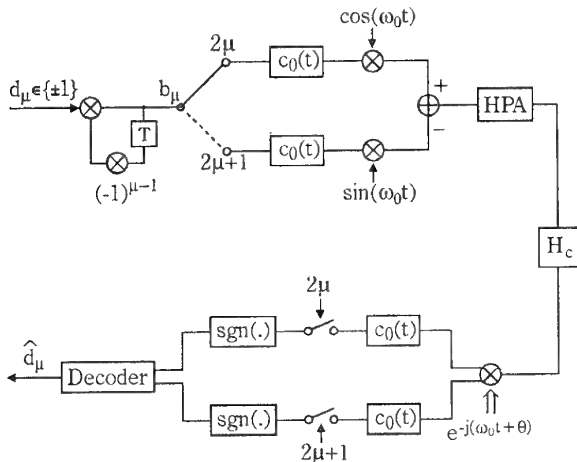 cos(ω₀t)
2μ
d_μ∈{±1}
b_μ
c₀(t)
+
HPA
T
−
(-1)^{μ-1}
2μ+1
c₀(t)
sin(ω₀t)
H_c
2μ
sgn(.)
c₀(t)
d̂_μ
Decoder
sgn(.)
c₀(t)
2μ+1
e^{-j(ω₀t+θ)}